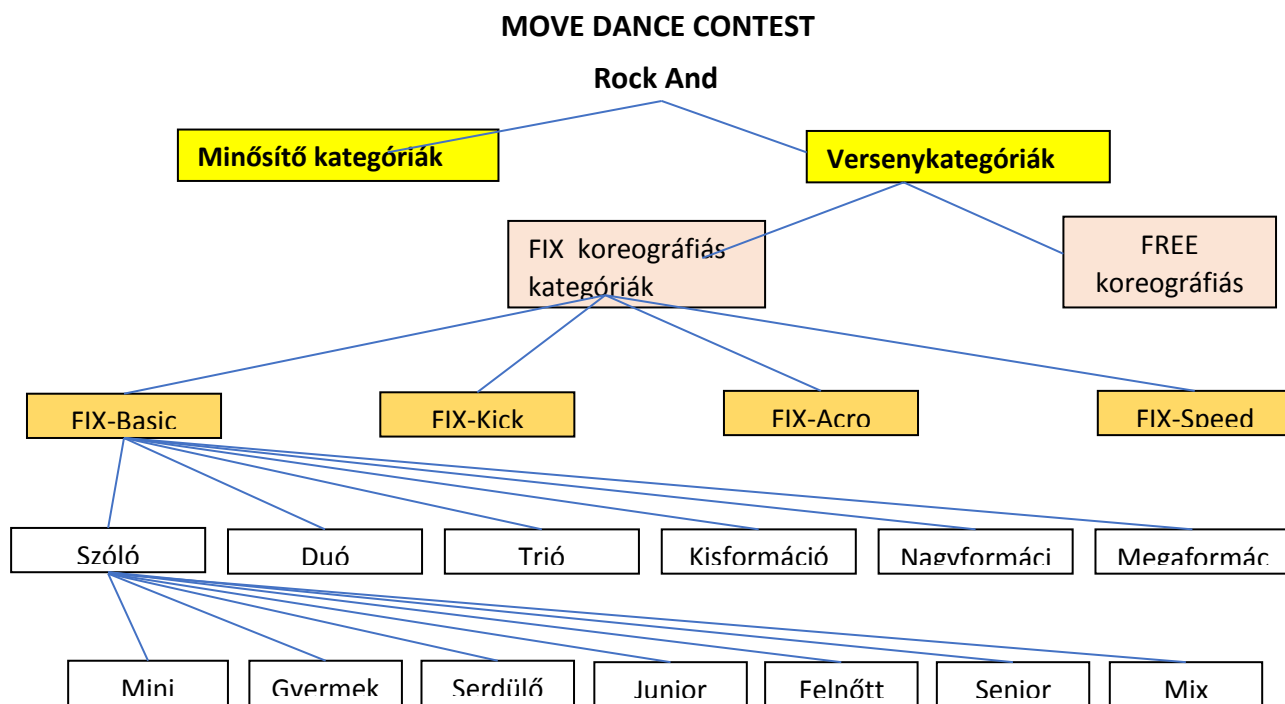 MOVE DANCE CONTEST
Rock And
Minősítő kategóriák
Versenykategóriák
FIX koreográfiás
kategóriák
FREE
koreográfiás
FIX-Basic
FIX-Kick
FIX-Acro
FIX-Speed
Szóló
Duó
Trió
Kisformáció
Nagyformáci
Megaformác
Mini
Gyermek
Serdülő
Junior
Felnőtt
Senior
Mix